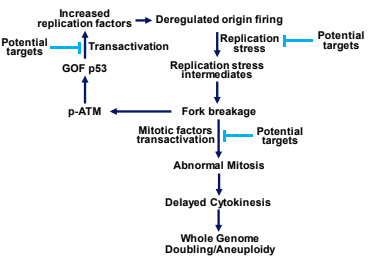 Increased
replication factors
Deregulated origin firing
Potential
targets
Transactivation
Replication
stress
Potential
targets
GOF p53
Replication stress
intermediates
p-ATM
Fork breakage
Mitotic factors
transactivation
Potential
targets
Abnormal Mitosis
Delayed Cytokinesis
Whole Genome
Doubling/Aneuploidy